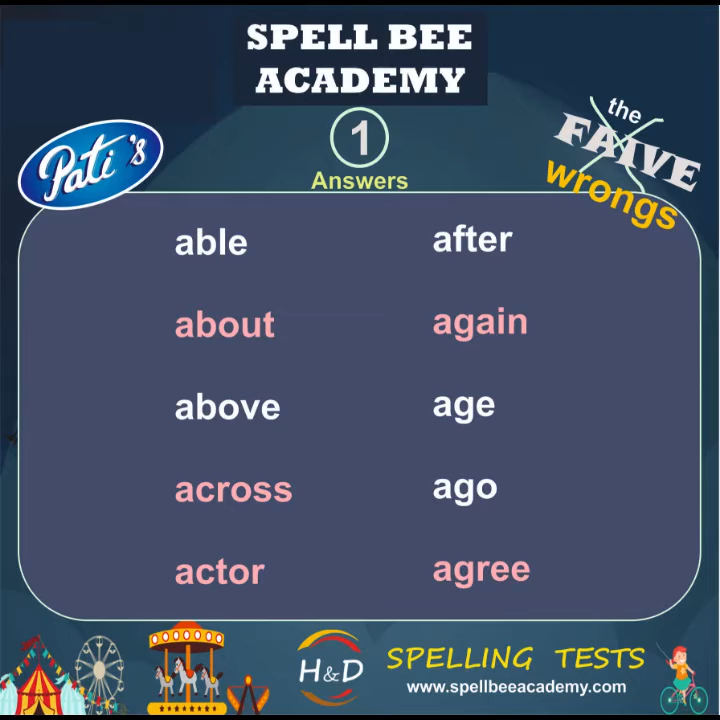 SPELL BEE
ACADEMY
Pati's
1
Answers
the
FAIVE
wrongs
able
after
about
again
above
age
across
ago
actor
agree
H&D
SPELLING TESTS
www.spellbeeacademy.com